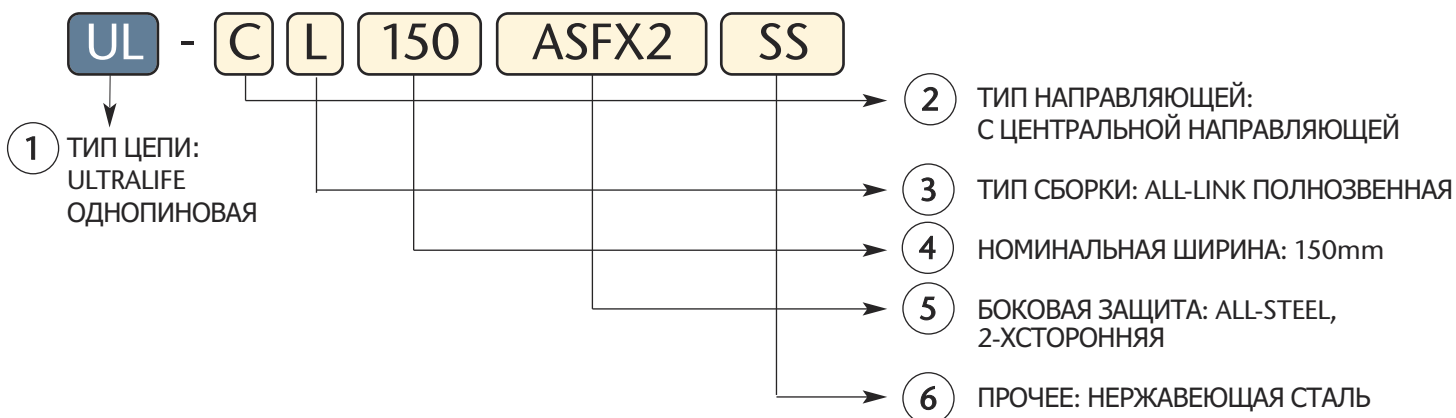 UL - C L 150 ASFX2 SS
1 ТИП ЦЕПИ:
ULTRALIFE
ОДНОПИНОВАЯ
2 ТИП НАПРАВЛЯЮЩЕЙ:
С ЦЕНТРАЛЬНОЙ НАПРАВЛЯЮЩЕЙ
3 ТИП СБОРКИ: ALL-LINK ПОЛНОЗВЕННАЯ
4 НОМИНАЛЬНАЯ ШИРИНА: 150mm
5 БОКОВАЯ ЗАЩИТА: ALL-STEEL,
2-ХСТОРОННЯЯ
6 ПРОЧЕЕ: НЕРЖАВЕЮЩАЯ СТАЛЬ